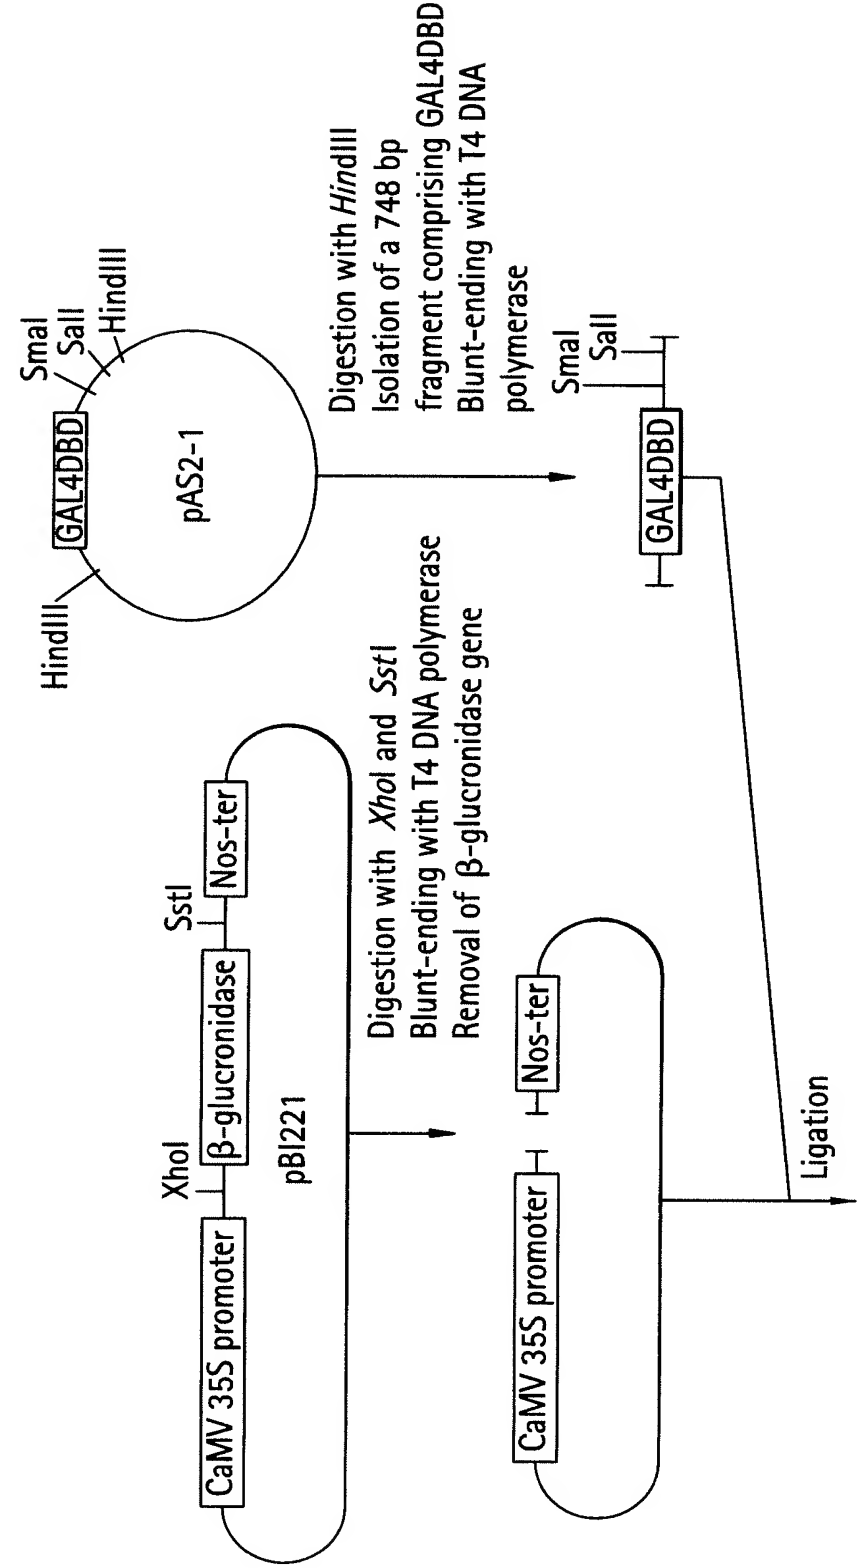 XhoI
SstI
CaMV 35S promoter
β-glucronidase
Nos-ter
pBI221
Digestion with XhoI and SstI
Blunt-ending with T4 DNA polymerase
Removal of β-glucronidase gene
HindIII
GAL4DBD
SmaI
SalI
HindIII
pAS2-1
Digestion with HindIII
Isolation of a 748 bp
fragment comprising GAL4DBD
Blunt-ending with T4 DNA
polymerase
CaMV 35S promoter
Nos-ter
GAL4DBD
SmaI
SalI
Ligation